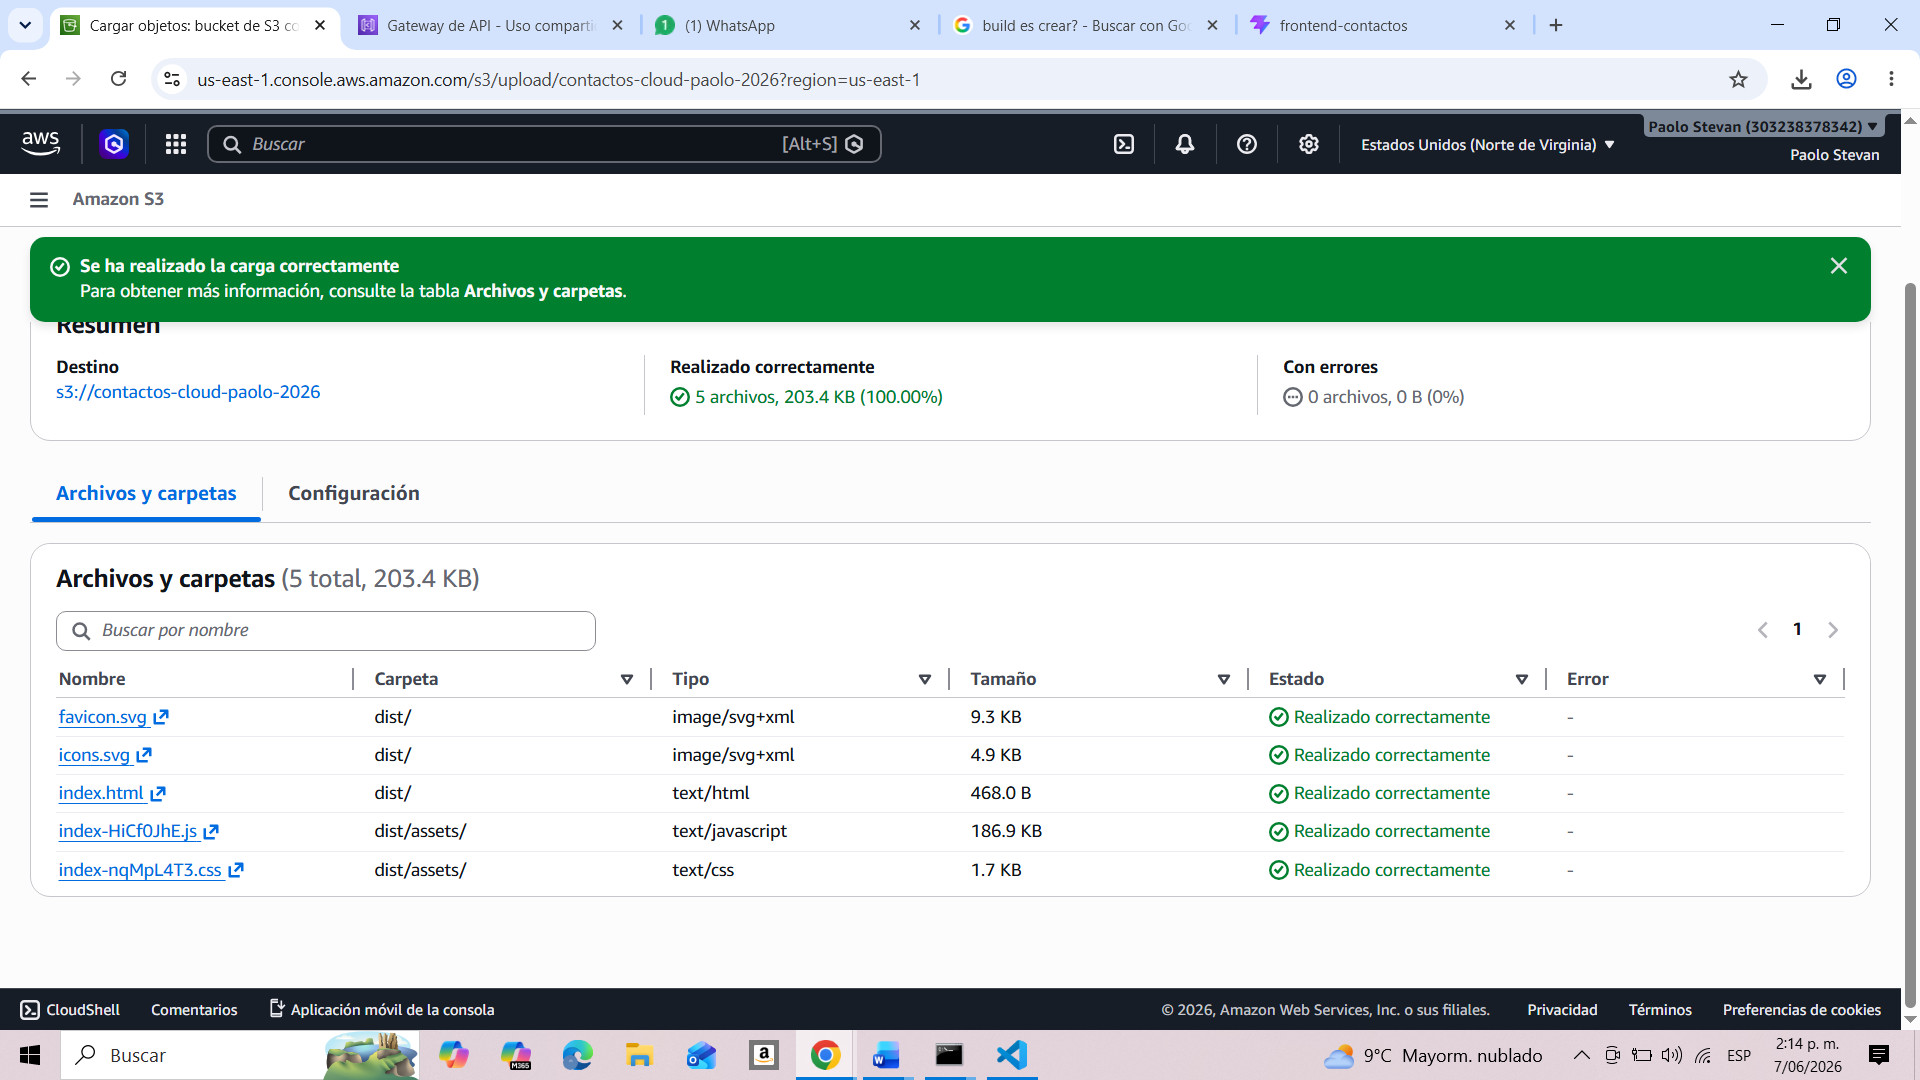 Cargar objetos: bucket de S3 co
Gateway de API - Uso comparti
1 (1) WhatsApp
build es crear? - Buscar con Goo
frontend-contactos
us-east-1.console.aws.amazon.com/s3/upload/contactos-cloud-paolo-2026?region=us-east-1
aws
Buscar
[Alt+S]
Estados Unidos (Norte de Virginia)
Paolo Stevan (303238378342)
Paolo Stevan
Amazon S3
Se ha realizado la carga correctamente
Para obtener más información, consulte la tabla Archivos y carpetas.
Resumen
Destino
s3://contactos-cloud-paolo-2026
Realizado correctamente
5 archivos, 203.4 KB (100.00%)
Con errores
0 archivos, 0 B (0%)
Archivos y carpetas
Configuración
Archivos y carpetas (5 total, 203.4 KB)
Buscar por nombre
1
Nombre Carpeta Tipo Tamaño Estado Error
favicon.svg dist/ image/svg+xml 9.3 KB Realizado correctamente -
icons.svg dist/ image/svg+xml 4.9 KB Realizado correctamente -
index.html dist/ text/html 468.0 B Realizado correctamente -
index-HiCf0JhE.js dist/assets/ text/javascript 186.9 KB Realizado correctamente -
index-nqMpL4T3.css dist/assets/ text/css 1.7 KB Realizado correctamente -
CloudShell
Comentarios
Aplicación móvil de la consola
© 2026, Amazon Web Services, Inc. o sus filiales.
Privacidad
Términos
Preferencias de cookies
Buscar
M365
9°C Mayorm. nublado
ESP
2:14 p. m.
7/06/2026